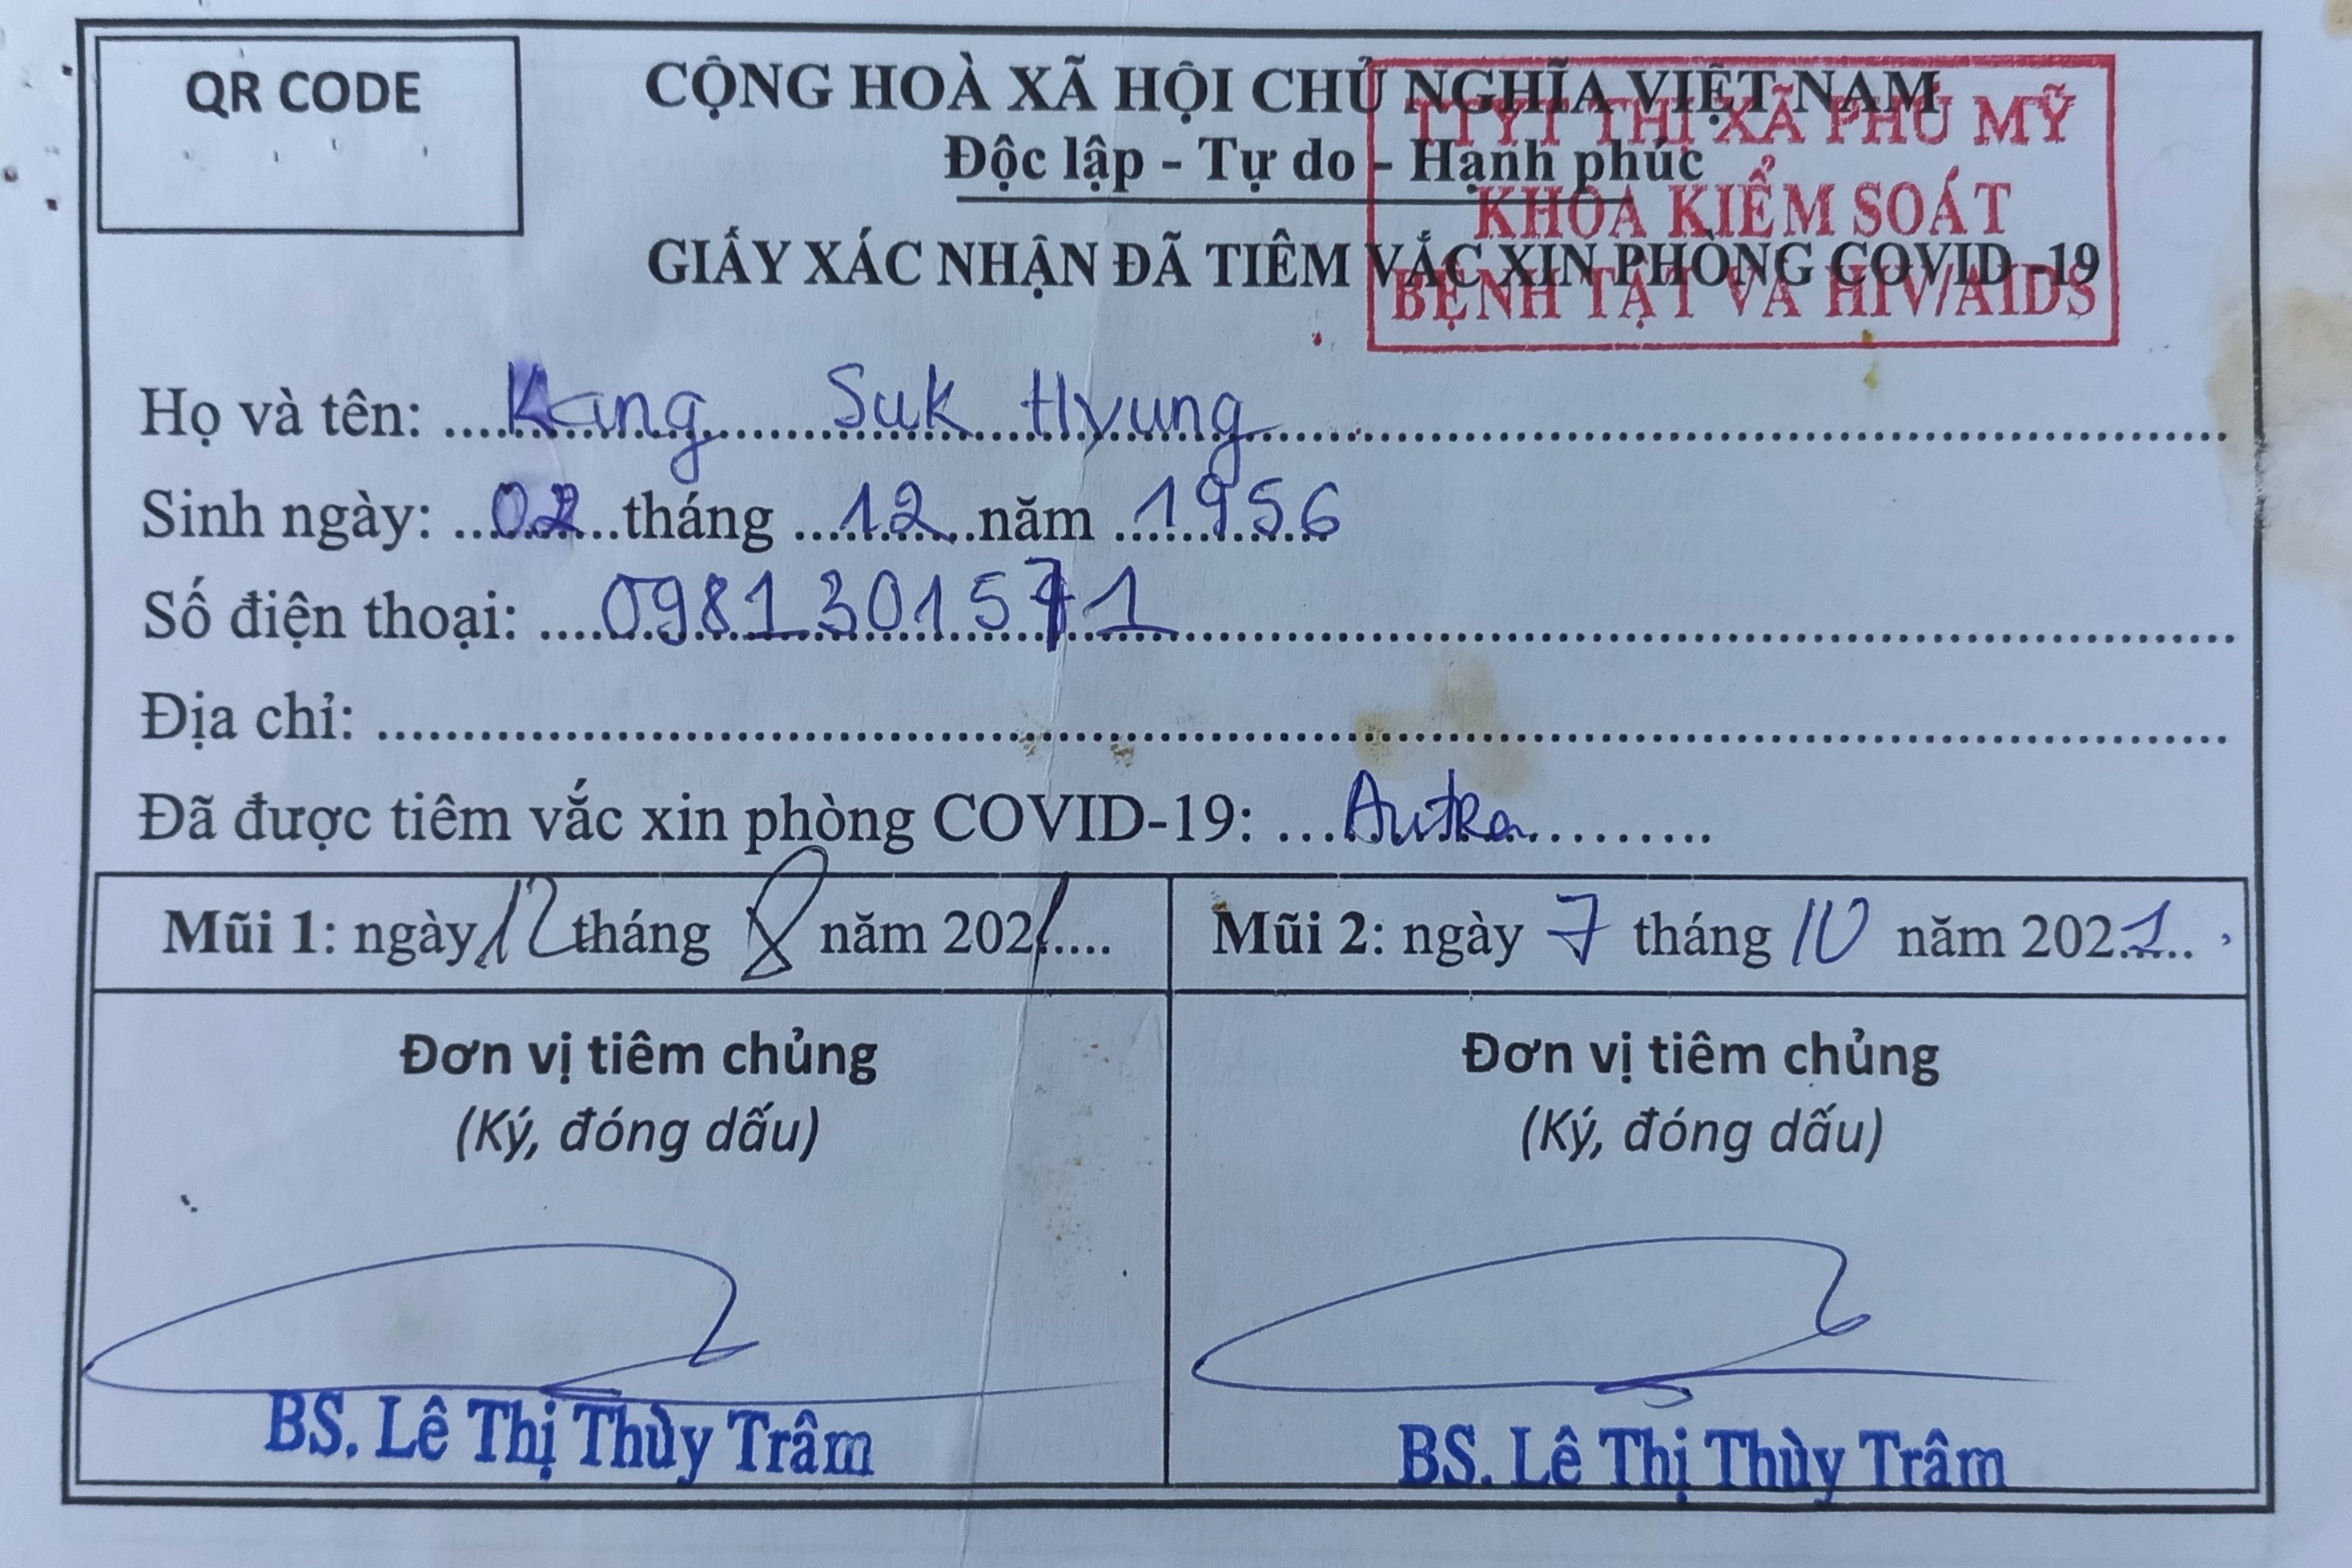 QR CODE
CỘNG HOÀ XÃ HỘI CHỦ NGHĨA VIỆT NAM
Độc lập - Tự do - Hạnh phúc
GIẤY XÁC NHẬN ĐÃ TIÊM VẮC XIN PHÒNG COVID -19
TTYT THỊ XÃ PHÚ MỸ
KHOA KIỂM SOÁT
BỆNH TẬT VÀ HIV/AIDS
Họ và tên: Kang Suk Hyung
Sinh ngày: 02 tháng 12 năm 1956
Số điện thoại: 0981301571
Địa chỉ:
Đã được tiêm vắc xin phòng COVID-19:
Mũi 1: ngày 12 tháng 8 năm 2021
Mũi 2: ngày 7 tháng 10 năm 2021
Đơn vị tiêm chủng
(Ký, đóng dấu)
BS. Lê Thị Thùy Trâm
Đơn vị tiêm chủng
(Ký, đóng dấu)
BS. Lê Thị Thùy Trâm